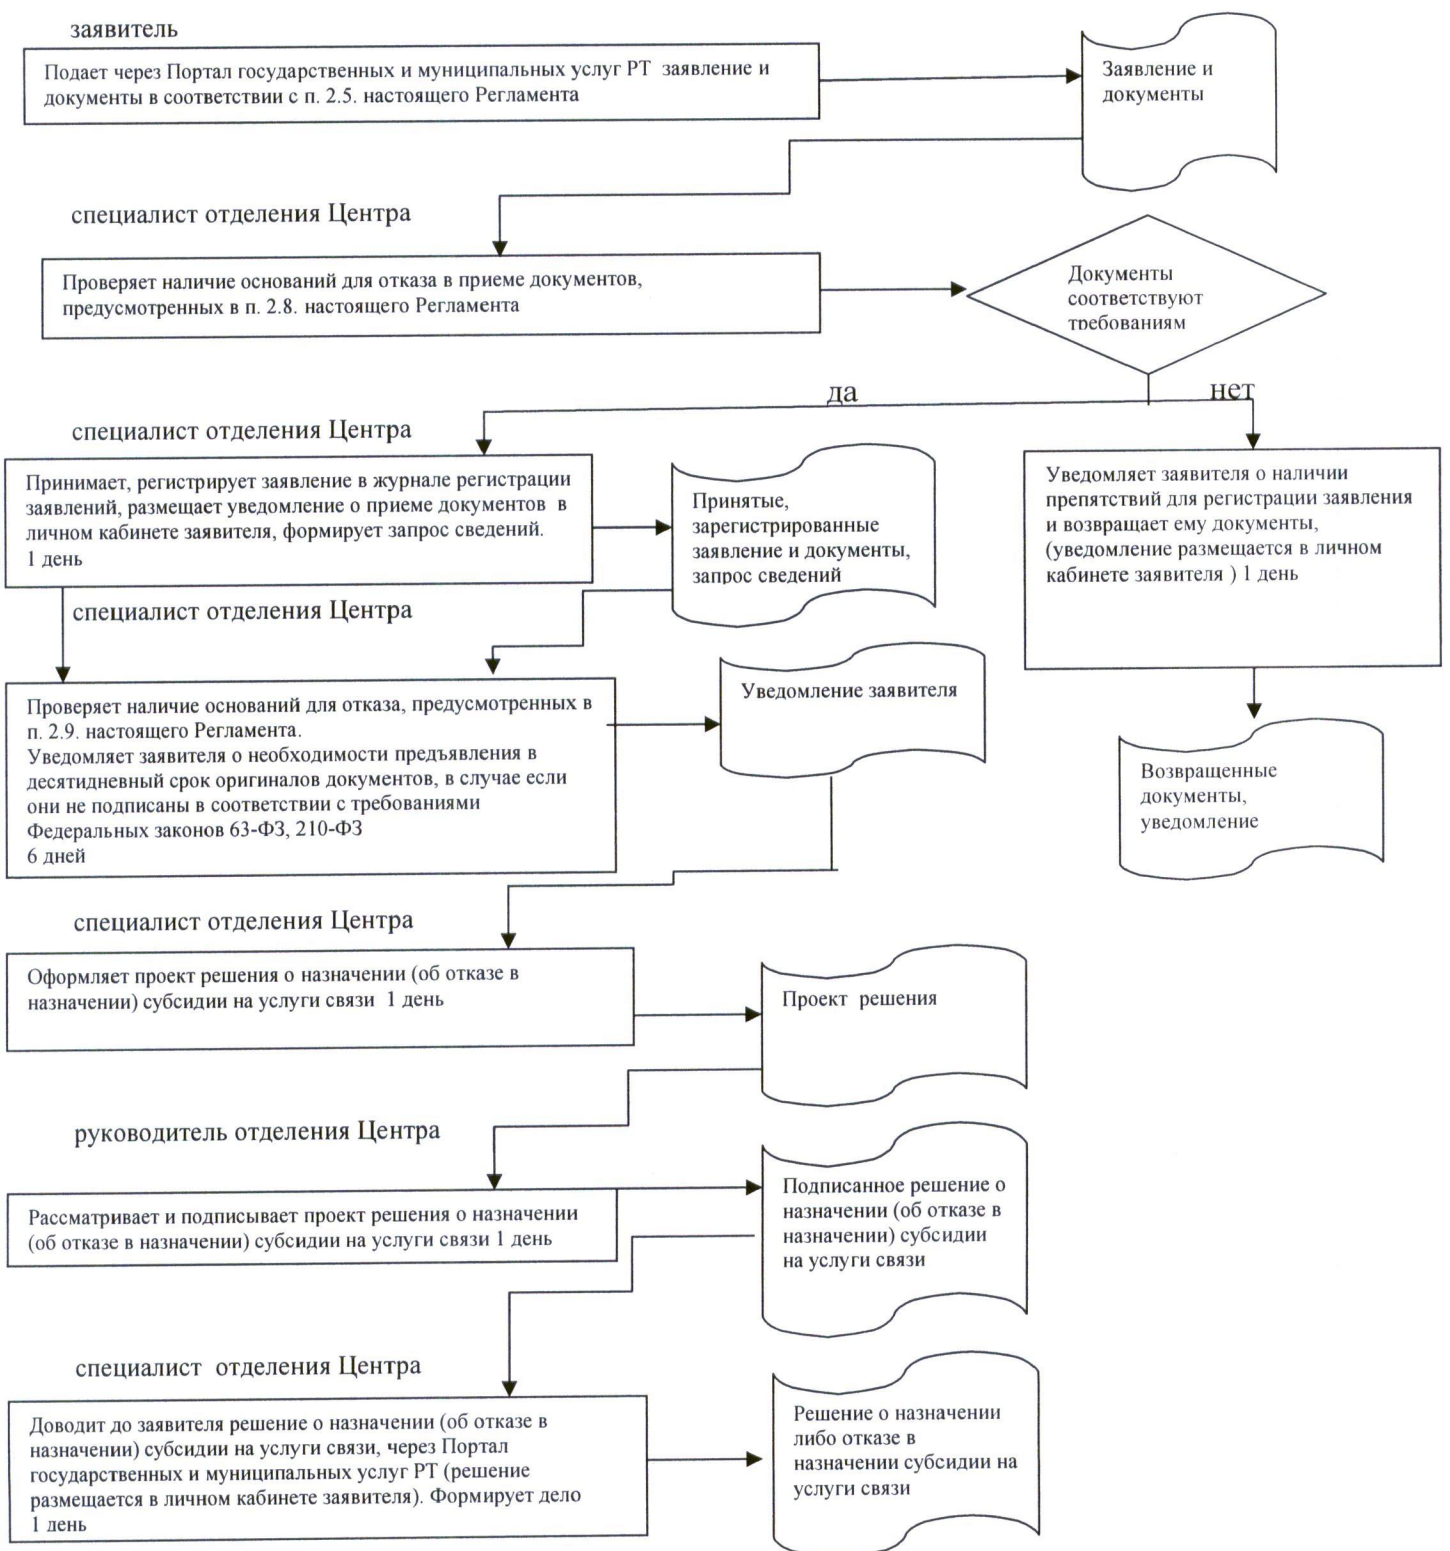 заявитель
Подает через Портал государственных и муниципальных услуг РТ заявление и
документы в соответствии с п. 2.5. настоящего Регламента
Заявление и
документы
специалист отделения Центра
Проверяет наличие оснований для отказа в приеме документов,
предусмотренных в п. 2.8. настоящего Регламента
Документы
соответствуют
требованиям
да
нет
специалист отделения Центра
Принимает, регистрирует заявление в журнале регистрации
заявлений, размещает уведомление о приеме документов в
личном кабинете заявителя, формирует запрос сведений.
1 день
Принятые,
зарегистрированные
заявление и документы,
запрос сведений
Уведомляет заявителя о наличии
препятствий для регистрации заявления
и возвращает ему документы,
(уведомление размещается в личном
кабинете заявителя ) 1 день
специалист отделения Центра
Проверяет наличие оснований для отказа, предусмотренных в
п. 2.9. настоящего Регламента.
Уведомляет заявителя о необходимости предъявления в
десятидневный срок оригиналов документов, в случае если
они не подписаны в соответствии с требованиями
Федеральных законов 63-ФЗ, 210-ФЗ
6 дней
Уведомление заявителя
Возвращенные
документы,
уведомление
специалист отделения Центра
Оформляет проект решения о назначении (об отказе в
назначении) субсидии на услуги связи 1 день
Проект решения
руководитель отделения Центра
Рассматривает и подписывает проект решения о назначении
(об отказе в назначении) субсидии на услуги связи 1 день
Подписанное решение о
назначении (об отказе в
назначении) субсидии
на услуги связи
специалист отделения Центра
Доводит до заявителя решение о назначении (об отказе в
назначении) субсидии на услуги связи, через Портал
государственных и муниципальных услуг РТ (решение
размещается в личном кабинете заявителя). Формирует дело
1 день
Решение о назначении
либо отказе в
назначении субсидии на
услуги связи